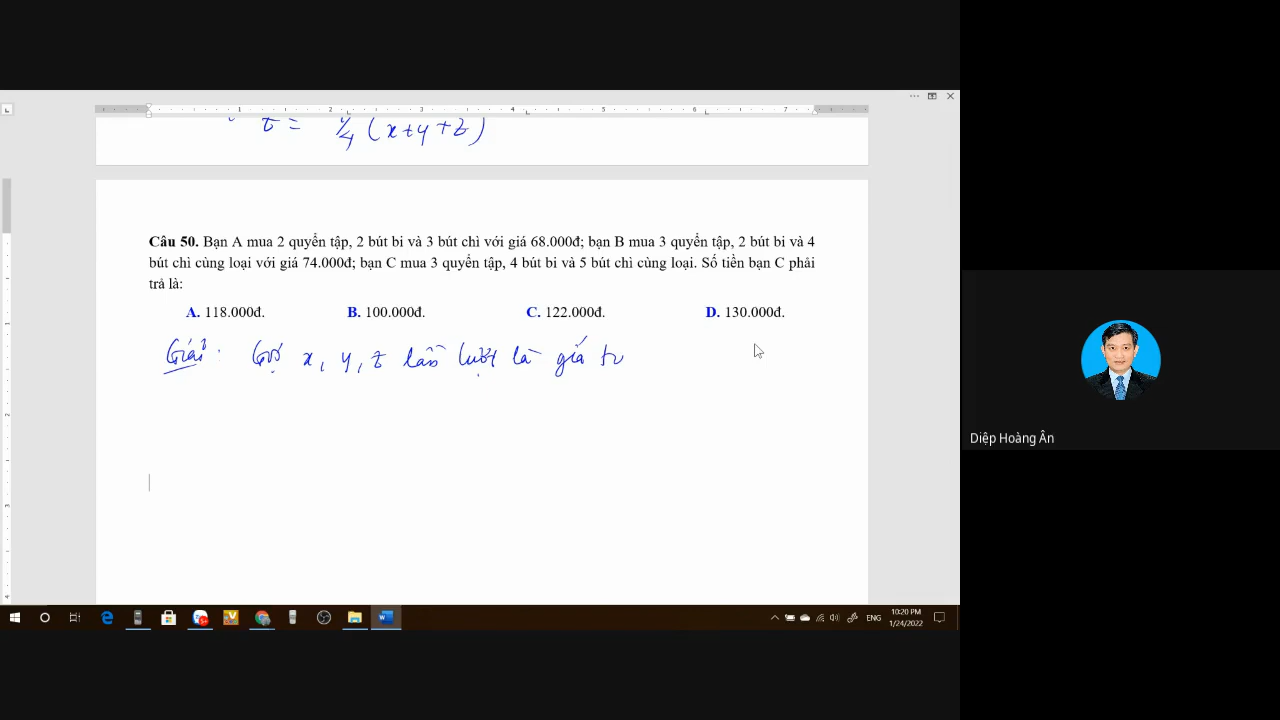 z = 1/4 (x+y+z)
Câu 50. Bạn A mua 2 quyển tập, 2 bút bi và 3 bút chì với giá 68.000đ; bạn B mua 3 quyển tập, 2 bút bi và 4
bút chì cùng loại với giá 74.000đ; bạn C mua 3 quyển tập, 4 bút bi và 5 bút chì cùng loại. Số tiền bạn C phải
trả là:
A. 118.000đ. B. 100.000đ. C. 122.000đ. D. 130.000đ.
Giải: Gọi x, y, z lần lượt là giá
Diệp Hoàng Ân
ENG
10:20 PM
1/24/2022